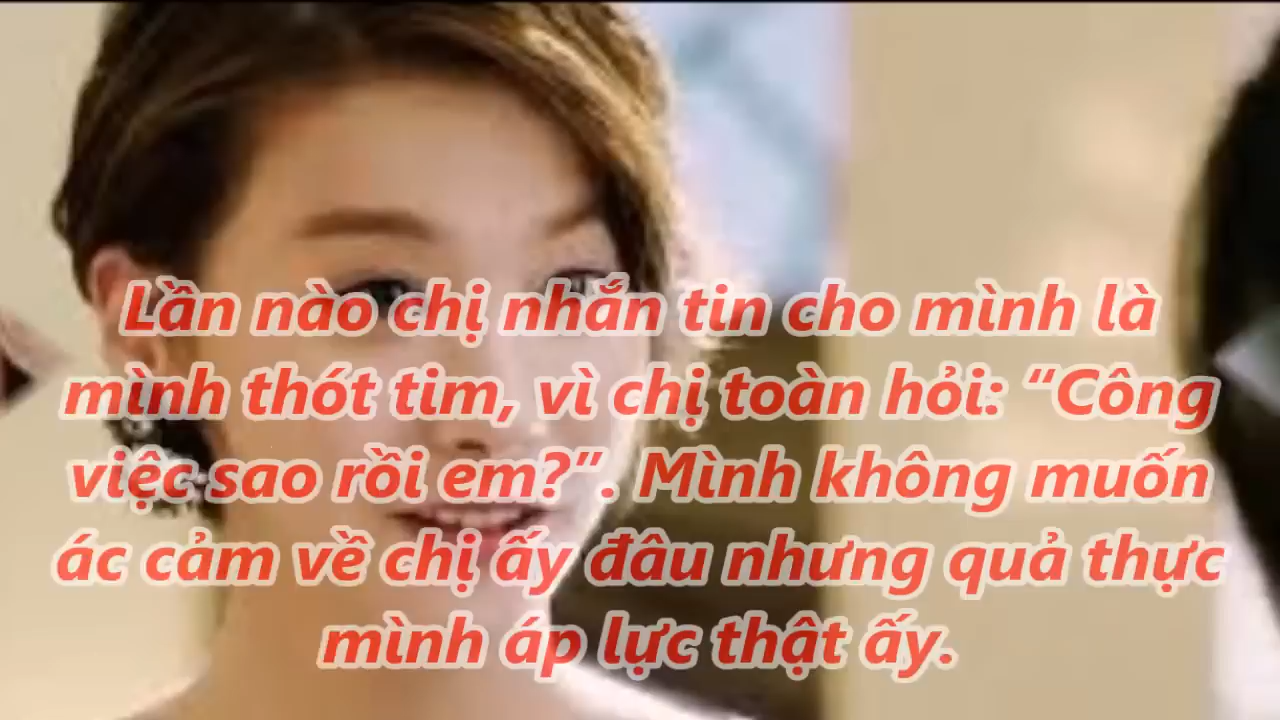 Lần nào chị nhắn tin cho mình là
mình thót tim, vì chị toàn hỏi: “Công
việc sao rồi em?”. Mình không muốn
ác cảm về chị ấy đâu nhưng quả thực
mình áp lực thật ấy.